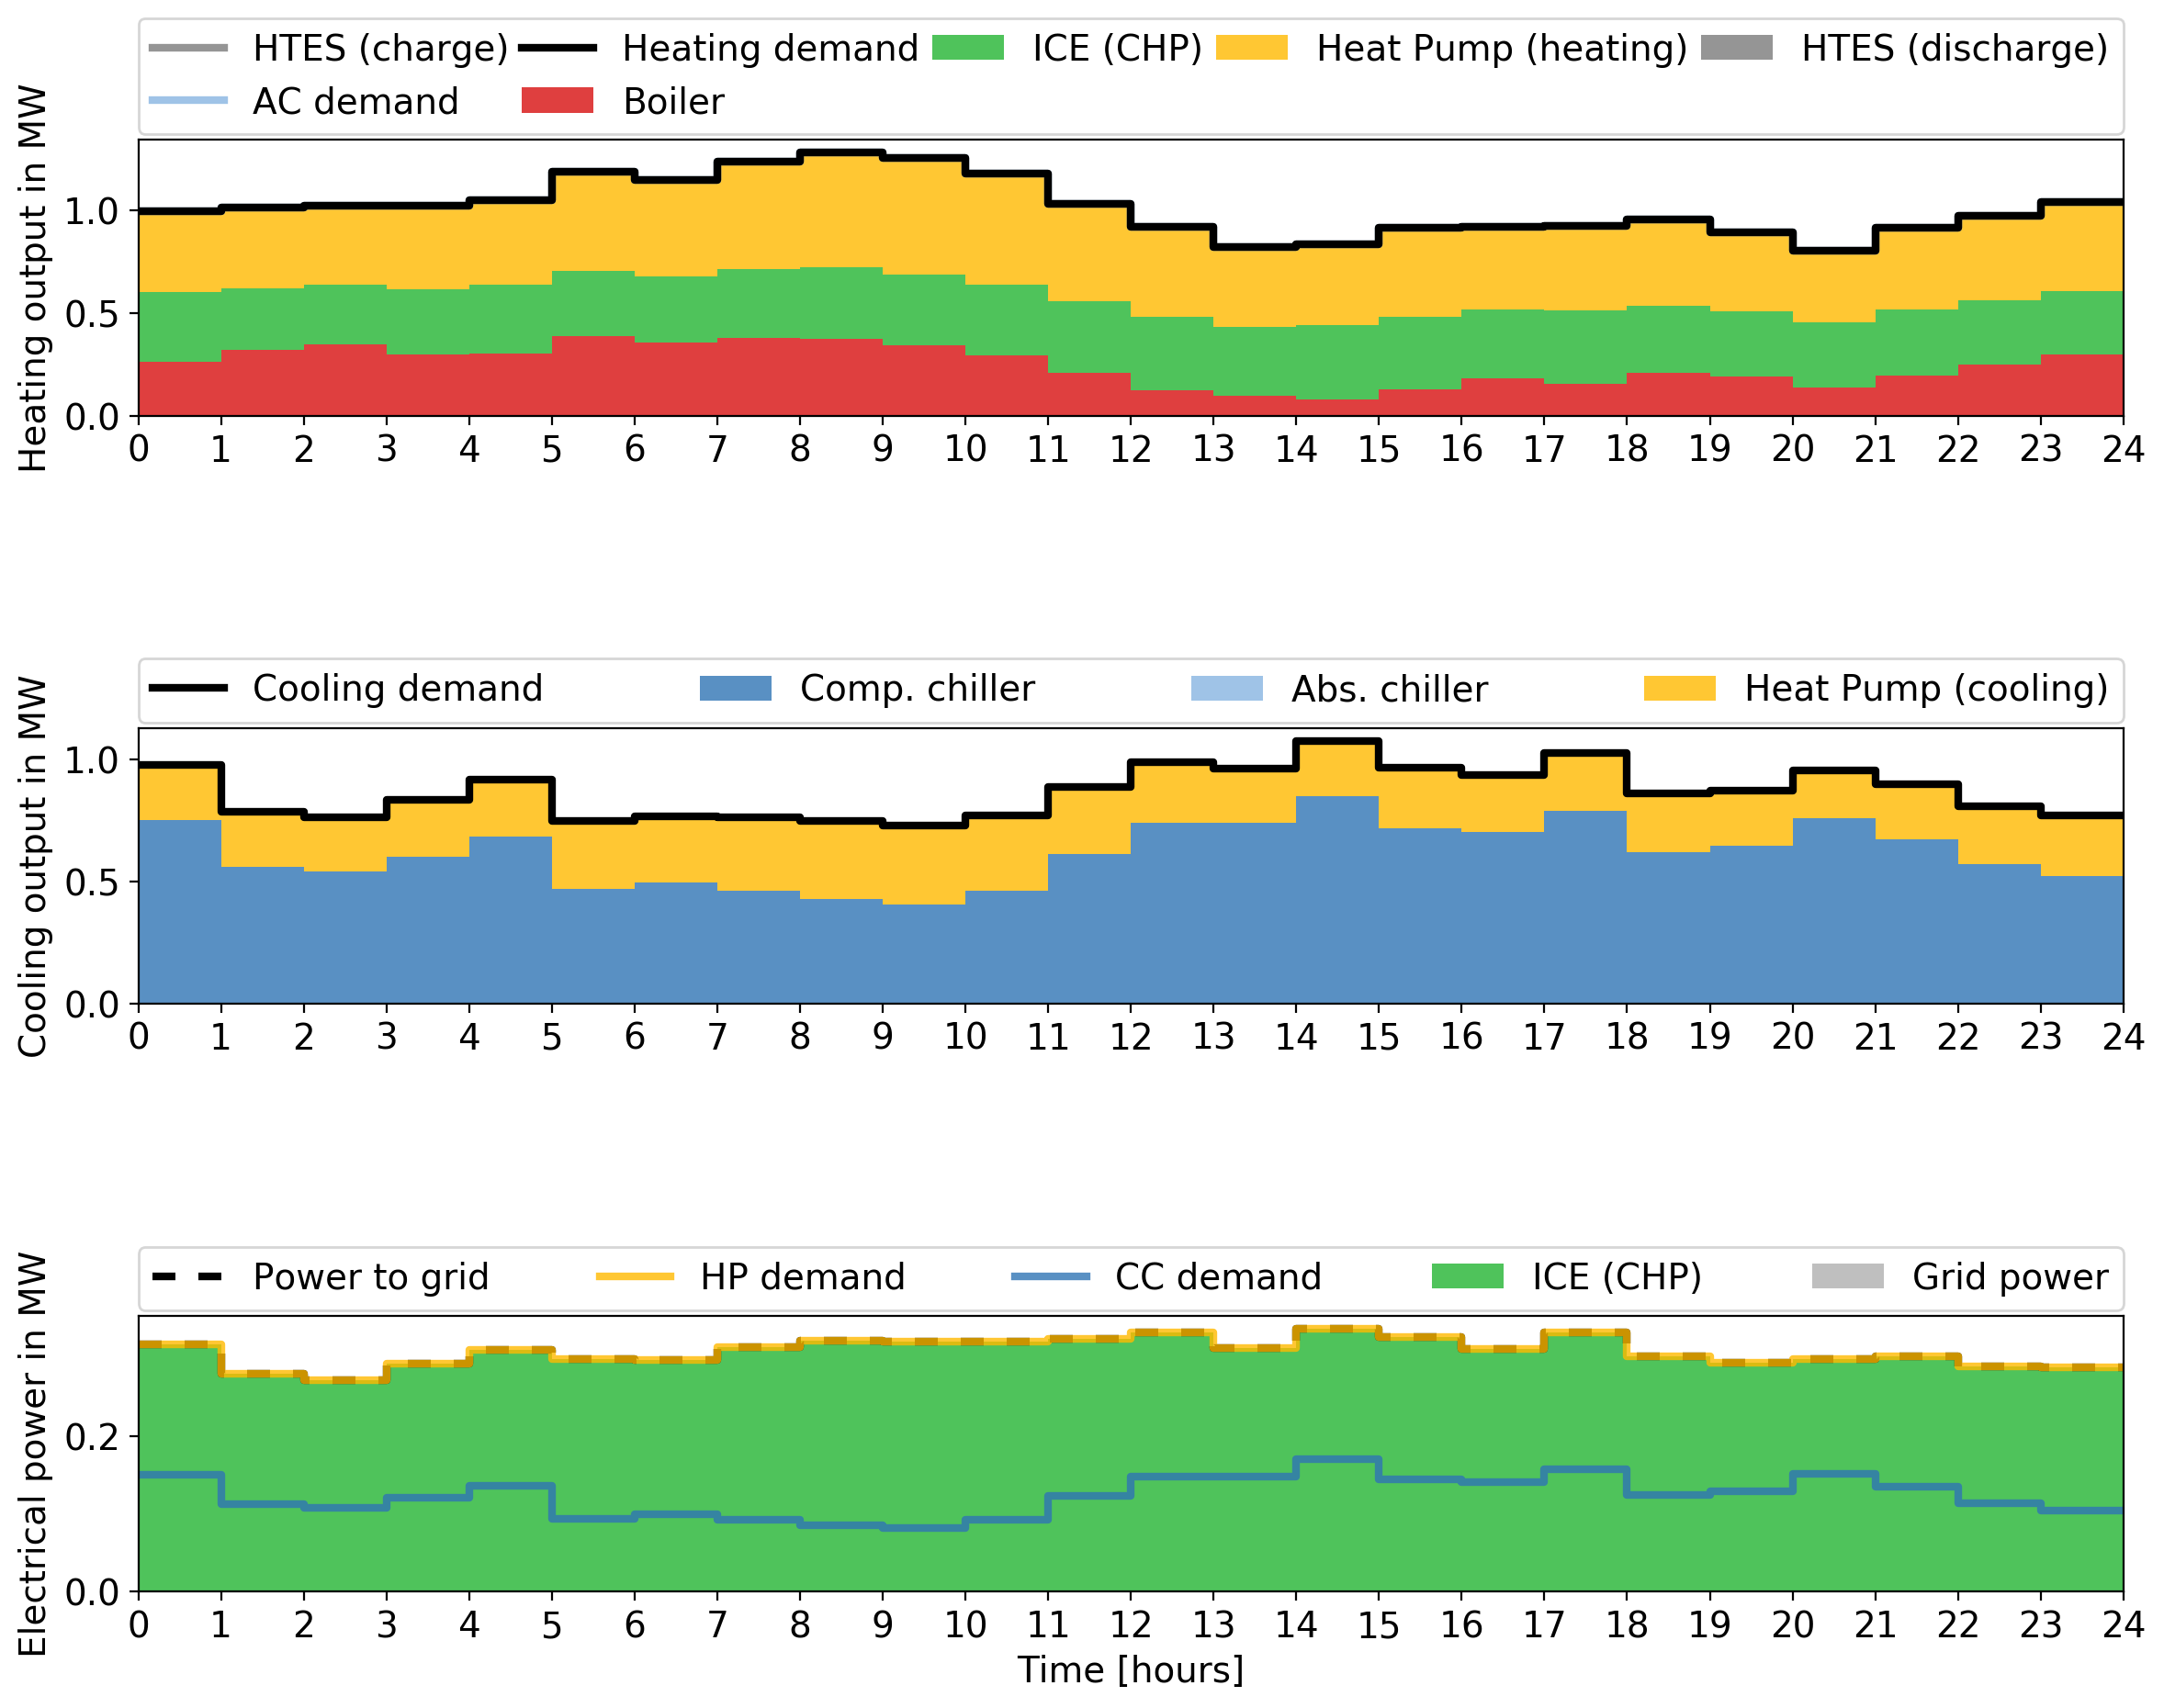 HTES (charge) Heating demand ICE (CHP) Heat Pump (heating) HTES (discharge)
AC demand Boiler
Heating output in MW
1.0
0.5
0.0
0 1 2 3 4 5 6 7 8 9 10 11 12 13 14 15 16 17 18 19 20 21 22 23 24
Cooling demand Comp. chiller Abs. chiller Heat Pump (cooling)
Cooling output in MW
1.0
0.5
0.0
0 1 2 3 4 5 6 7 8 9 10 11 12 13 14 15 16 17 18 19 20 21 22 23 24
Power to grid HP demand CC demand ICE (CHP) Grid power
Electrical power in MW
0.2
0.0
0 1 2 3 4 5 6 7 8 9 10 11 12 13 14 15 16 17 18 19 20 21 22 23 24
Time [hours]